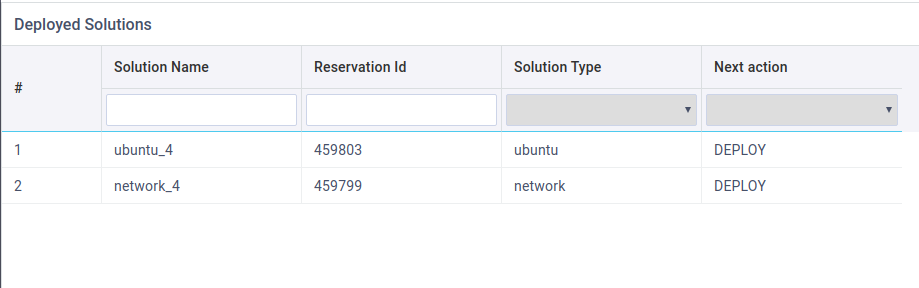 Deployed Solutions
# Solution Name Reservation Id Solution Type Next action
1 ubuntu_4 459803 ubuntu DEPLOY
2 network_4 459799 network DEPLOY